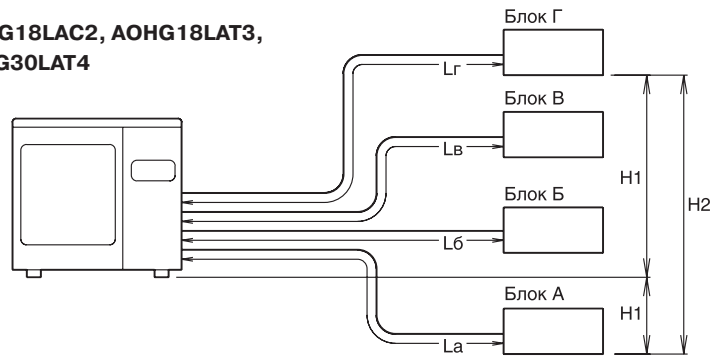 G18LAC2, AOHG18LAT3,
G30LAT4
Блок Г
Lг
Блок В
Lв
H1
H2
Блок Б
Lб
Блок А
H1
Lа